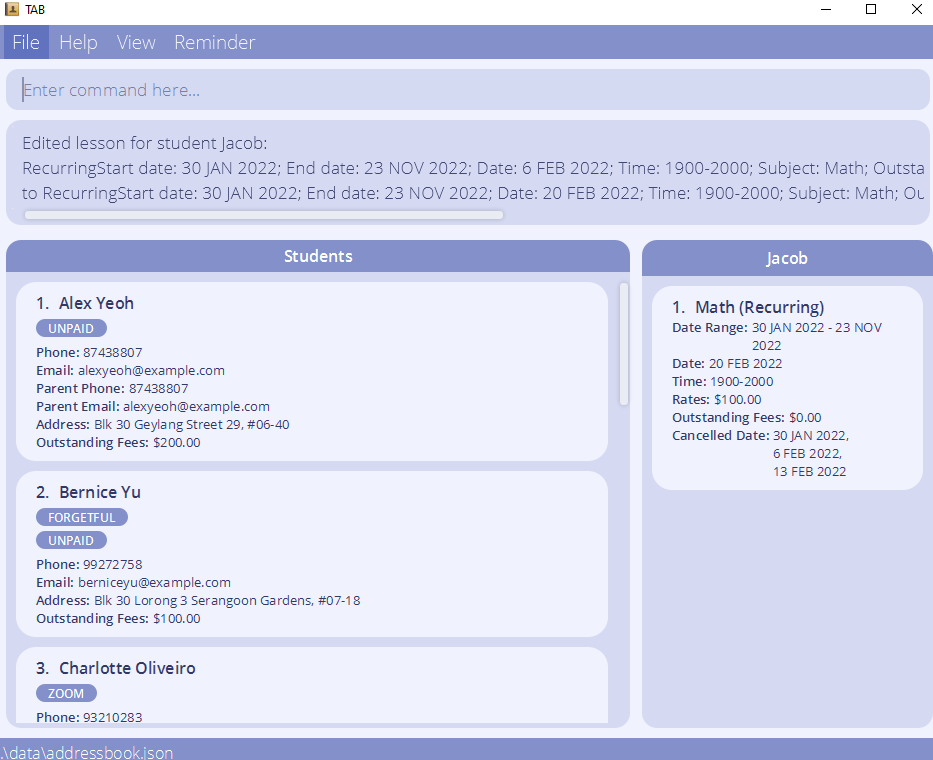 TAB
File Help View Reminder
Enter command here...
Edited lesson for student Jacob:
RecurringStart date: 30 JAN 2022; End date: 23 NOV 2022; Date: 6 FEB 2022; Time: 1900-2000; Subject: Math; Outsta
to RecurringStart date: 30 JAN 2022; End date: 23 NOV 2022; Date: 20 FEB 2022; Time: 1900-2000; Subject: Math; Ou
Students
1. Alex Yeoh
UNPAID
Phone: 87438807
Email: alexyeoh@example.com
Parent Phone: 87438807
Parent Email: alexyeoh@example.com
Address: Blk 30 Geylang Street 29, #06-40
Outstanding Fees: $200.00
2. Bernice Yu
FORGETFUL
UNPAID
Phone: 99272758
Email: berniceyu@example.com
Address: Blk 30 Lorong 3 Serangoon Gardens, #07-18
Outstanding Fees: $100.00
3. Charlotte Oliveiro
ZOOM
Phone: 93210283
Jacob
1. Math (Recurring)
Date Range: 30 JAN 2022 - 23 NOV
2022
Date: 20 FEB 2022
Time: 1900-2000
Rates: $100.00
Outstanding Fees: $0.00
Cancelled Date: 30 JAN 2022,
6 FEB 2022,
13 FEB 2022
.\data\addressbook.json